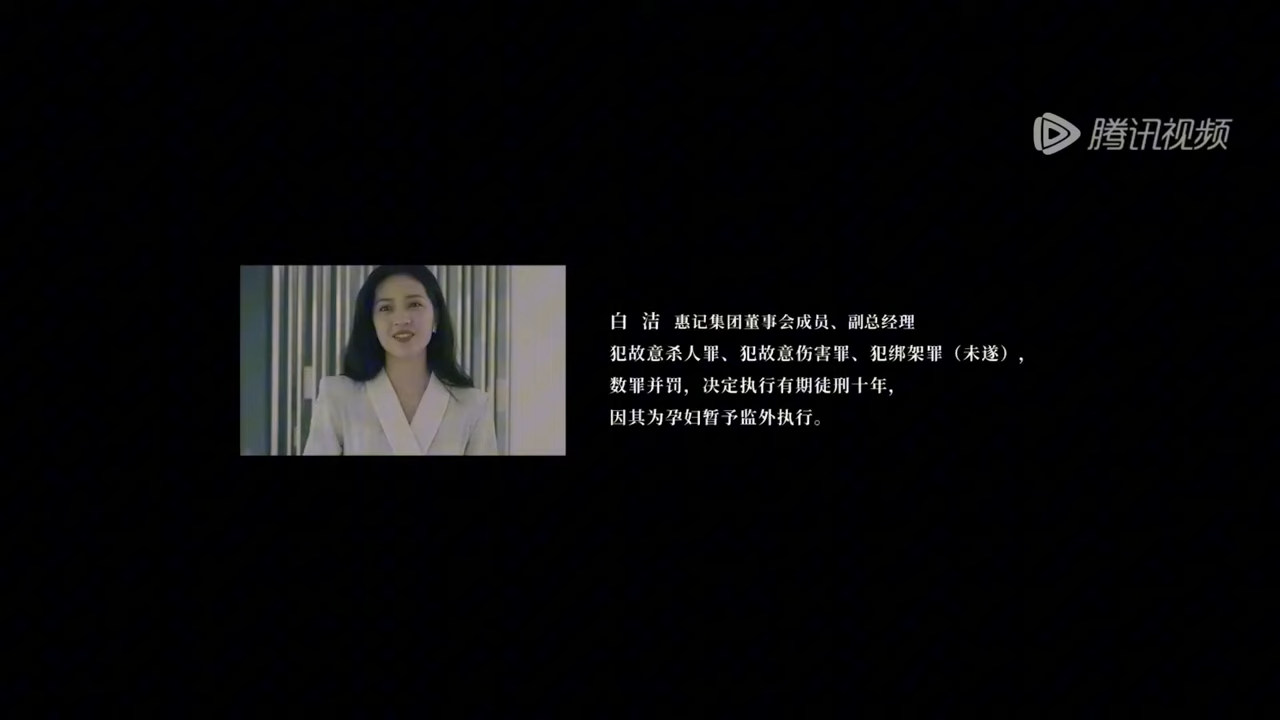 腾讯视频
白 洁 惠记集团董事会成员、副总经理
犯故意杀人罪、犯故意伤害罪、犯绑架罪（未遂），
数罪并罚，决定执行有期徒刑十年，
因其为孕妇暂予监外执行。